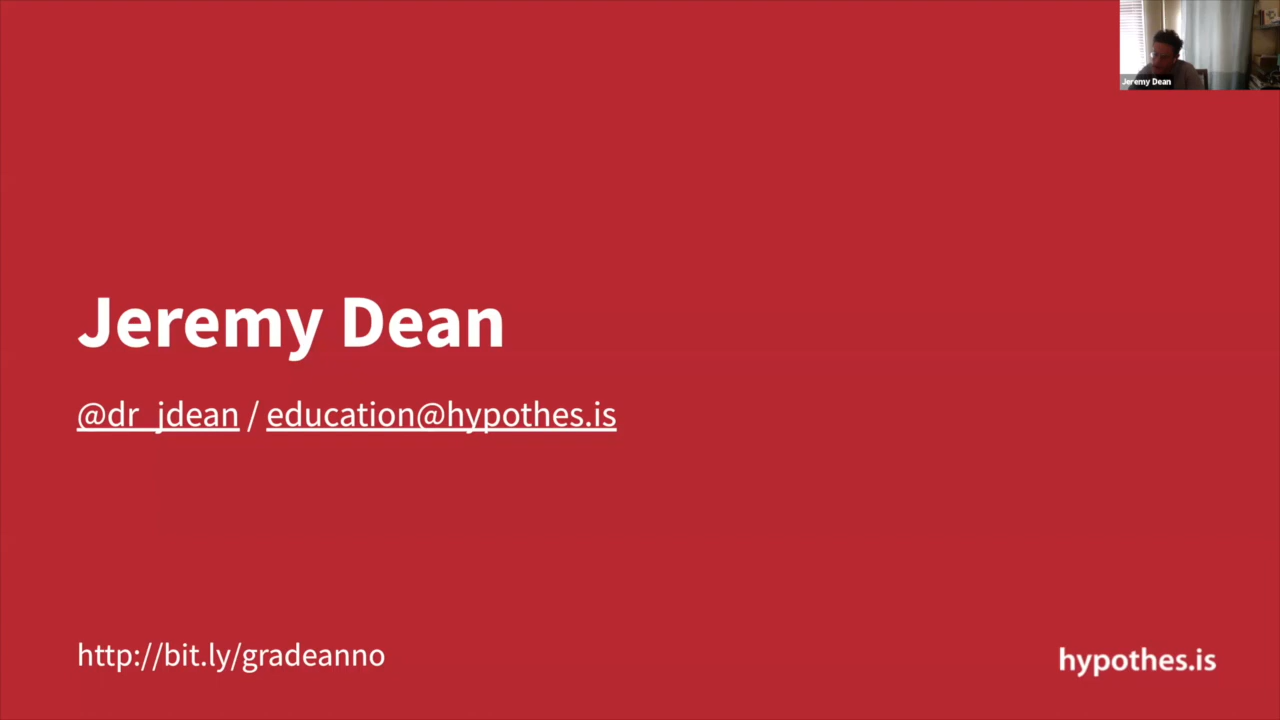 Jeremy Dean
Jeremy Dean
@dr_jdean / education@hypothes.is
http://bit.ly/gradeanno
hypothes.is